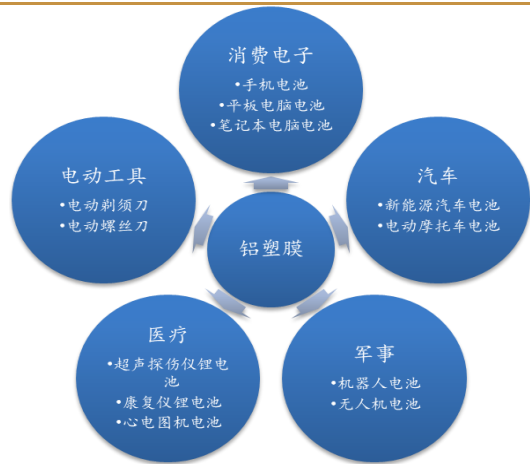 消费电子
•手机电池
•平板电脑电池
•笔记本电脑电池
电动工具
•电动剃须刀
•电动螺丝刀
汽车
•新能源汽车电池
•电动摩托车电池
铝塑膜
医疗
•超声探伤仪锂电
池
•康复仪锂电池
•心电图机电池
军事
•机器人电池
•无人机电池